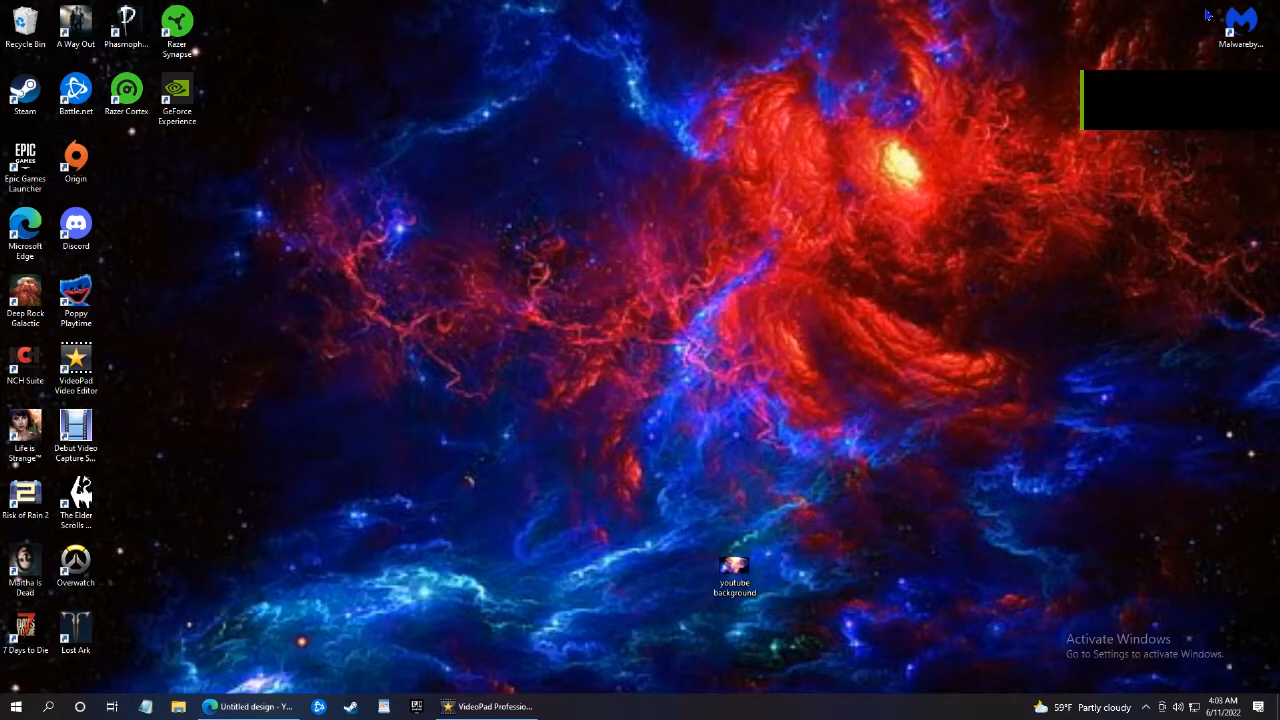 Recycle Bin
A Way Out
Phasmoph...
Razer
Synapse
Malwareby...
Steam
Battle.net
Razer Cortex
GeForce
Experience
EPIC
GAMES
Epic Games
Launcher
Origin
Microsoft
Edge
Discord
Deep Rock
Galactic
Poppy
Playtime
NCH Suite
VideoPad
Video Editor
Life is
Strange™
Debut Video
Capture S...
Risk of Rain 2
The Elder
Scrolls ...
Martha Is
Dead
Overwatch
7 Days to Die
Lost Ark
youtube
background
Activate Windows
Go to Settings to activate Windows.
Untitled design - Y...
VideoPad Professio...
59°F Partly cloudy
4:03 AM
6/11/2022